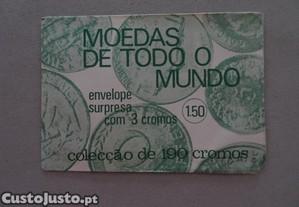 MOEDAS
DE TODO O
MUNDO
envelope
surpresa
com 3 cromos
1.50
colecção de 190 cromos
CustoJusto.pt